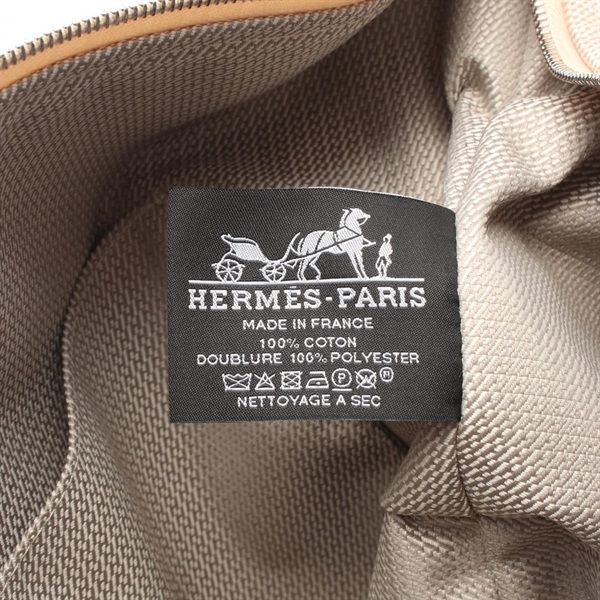 HERMÈS-PARIS
MADE IN FRANCE
100% COTON
DOUBLURE 100% POLYESTER
P W F
NETTOYAGE A SEC